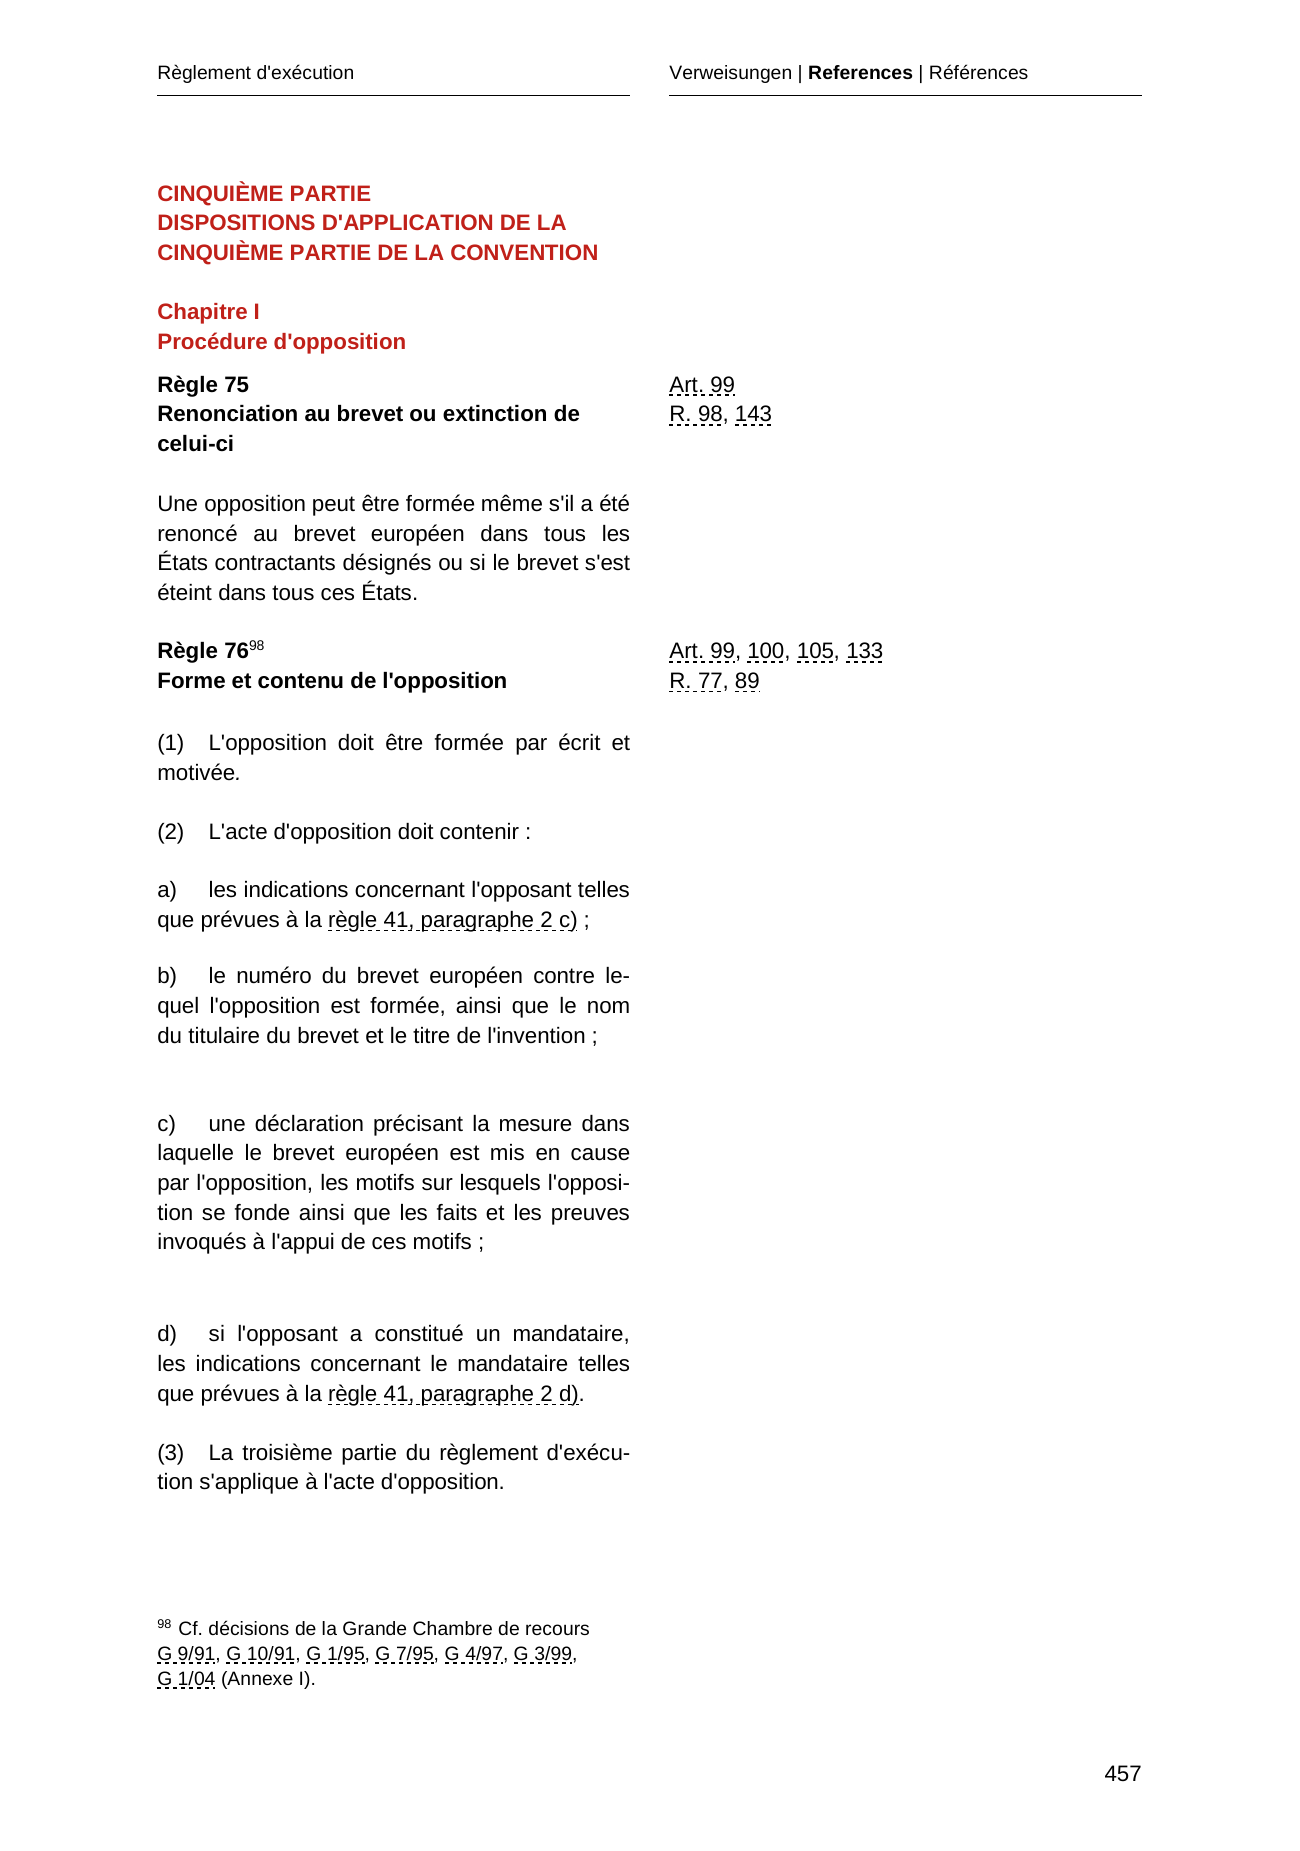 Règlement d'exécution
Verweisungen | References | Références
CINQUIÈME PARTIE
DISPOSITIONS D'APPLICATION DE LA
CINQUIÈME PARTIE DE LA CONVENTION
Chapitre I
Procédure d'opposition
Règle 75
Renonciation au brevet ou extinction de
celui-ci
Art. 99
R. 98, 143
Une opposition peut être formée même s'il a été
renoncé au brevet européen dans tous les
États contractants désignés ou si le brevet s'est
éteint dans tous ces États.
Règle 7698
Forme et contenu de l'opposition
Art. 99, 100, 105, 133
R. 77, 89
(1) L'opposition doit être formée par écrit et
motivée.
(2) L'acte d'opposition doit contenir :
a) les indications concernant l'opposant telles
que prévues à la règle 41, paragraphe 2 c) ;
b) le numéro du brevet européen contre le-
quel l'opposition est formée, ainsi que le nom
du titulaire du brevet et le titre de l'invention ;
c) une déclaration précisant la mesure dans
laquelle le brevet européen est mis en cause
par l'opposition, les motifs sur lesquels l'opposi-
tion se fonde ainsi que les faits et les preuves
invoqués à l'appui de ces motifs ;
d) si l'opposant a constitué un mandataire,
les indications concernant le mandataire telles
que prévues à la règle 41, paragraphe 2 d).
(3) La troisième partie du règlement d'exécu-
tion s'applique à l'acte d'opposition.
98 Cf. décisions de la Grande Chambre de recours
G 9/91, G 10/91, G 1/95, G 7/95, G 4/97, G 3/99,
G 1/04 (Annexe I).
457